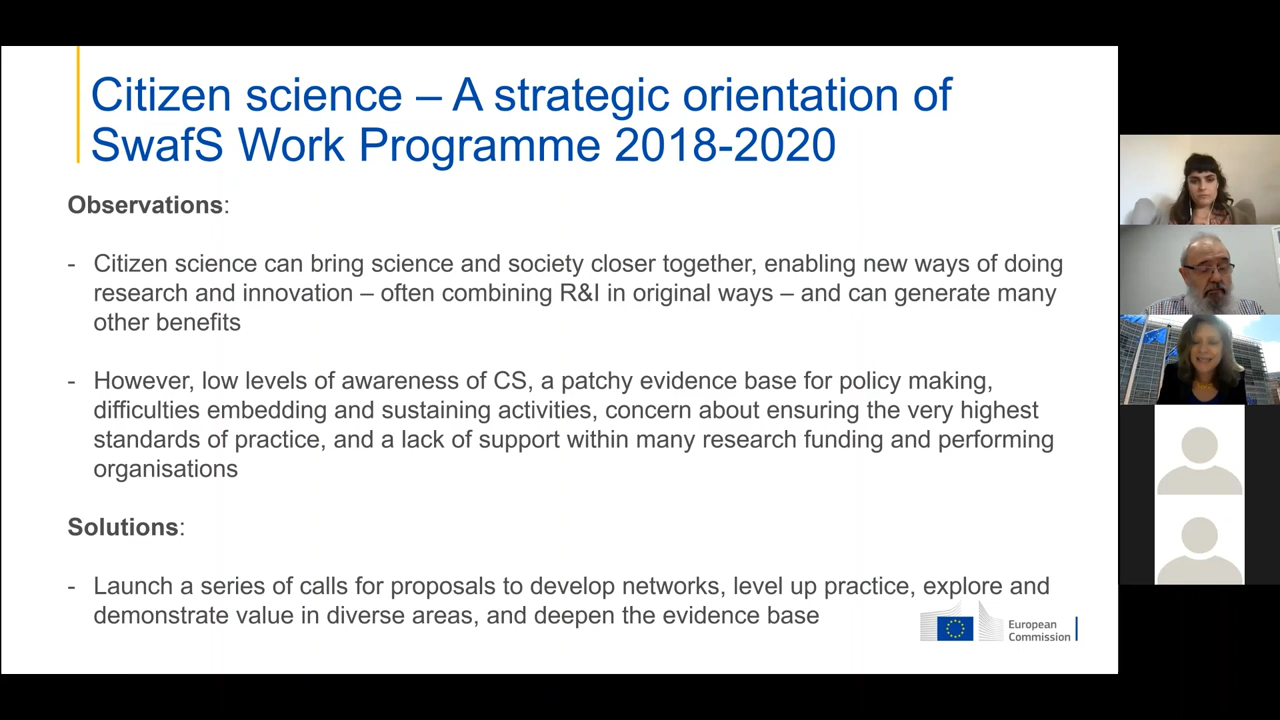 Citizen science – A strategic orientation of
SwafS Work Programme 2018-2020
Observations:
- Citizen science can bring science and society closer together, enabling new ways of doing
research and innovation – often combining R&I in original ways – and can generate many
other benefits
- However, low levels of awareness of CS, a patchy evidence base for policy making,
difficulties embedding and sustaining activities, concern about ensuring the very highest
standards of practice, and a lack of support within many research funding and performing
organisations
Solutions:
- Launch a series of calls for proposals to develop networks, level up practice, explore and
demonstrate value in diverse areas, and deepen the evidence base
European
Commission